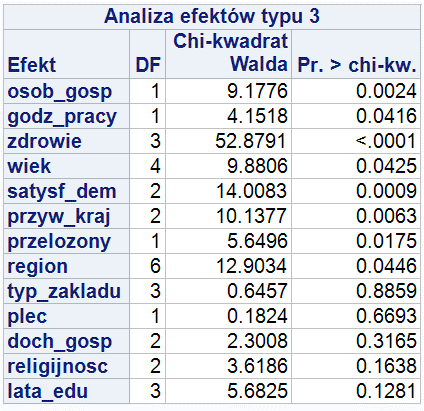 Analiza efektów typu 3
Efekt DF Chi-kwadrat Walda Pr. > chi-kw.
osob_gosp 1 9.1776 0.0024
godz_pracy 1 4.1518 0.0416
zdrowie 3 52.8791 <.0001
wiek 4 9.8806 0.0425
satysf_dem 2 14.0083 0.0009
przyw_kraj 2 10.1377 0.0063
przelozony 1 5.6496 0.0175
region 6 12.9034 0.0446
typ_zakladu 3 0.6457 0.8859
plec 1 0.1824 0.6693
doch_gosp 2 2.3008 0.3165
religijnosc 2 3.6186 0.1638
lata_edu 3 5.6825 0.1281